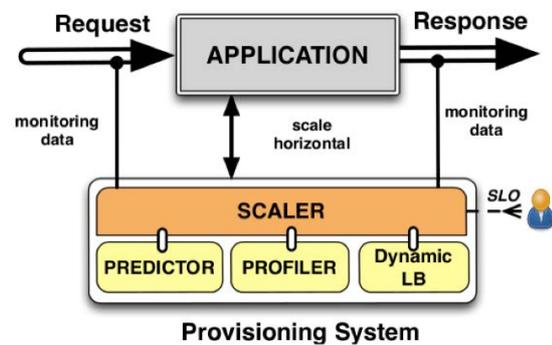 Request
Response
APPLICATION
monitoring
data
scale
horizontal
monitoring
data
SLO
SCALER
PREDICTOR
PROFILER
Dynamic
LB
Provisioning System